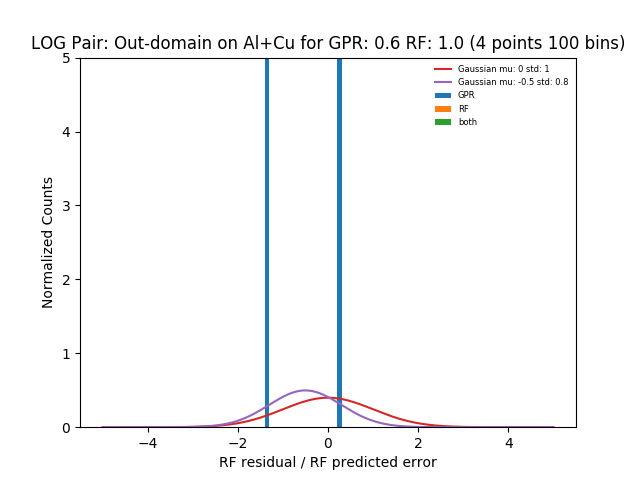 LOG Pair: Out-domain on Al+Cu for GPR: 0.6 RF: 1.0 (4 points 100 bins)
Gaussian mu: 0 std: 1
Gaussian mu: -0.5 std: 0.8
GPR
RF
both
Normalized Counts
5
4
3
2
1
0
−4 −2 0 2 4
RF residual / RF predicted error